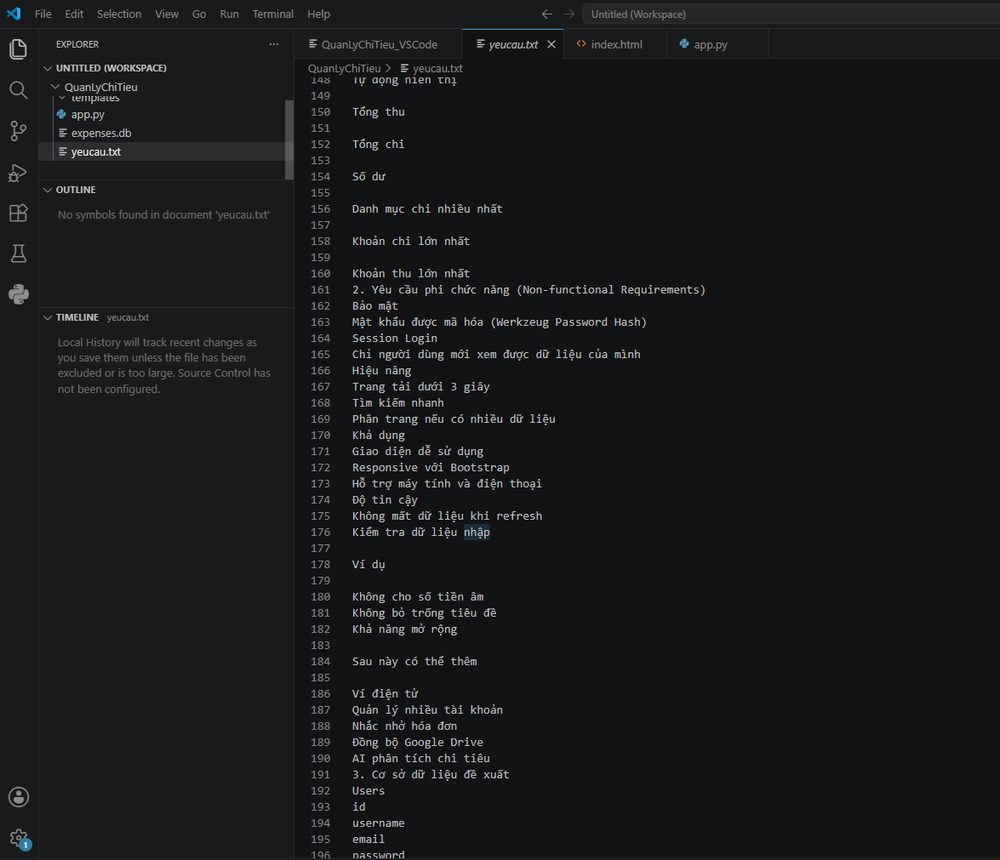 File Edit Selection View Go Run Terminal Help
Untitled (Workspace)
EXPLORER
UNTITLED (WORKSPACE)
QuanLyChiTieu
templates
app.py
expenses.db
yeucau.txt
OUTLINE
No symbols found in document 'yeucau.txt'
TIMELINE yeucau.txt
Local History will track recent changes as
you save them unless the file has been
excluded or is too large. Source Control has
not been configured.
1
QuanLyChiTieu_VSCode yeucau.txt index.html app.py
QuanLyChiTieu > yeucau.txt
148 Tự động hiển thị
149
150 Tổng thu
151
152 Tổng chi
153
154 Số dư
155
156 Danh mục chi nhiều nhất
157
158 Khoản chi lớn nhất
159
160 Khoản thu lớn nhất
161 2. Yêu cầu phi chức năng (Non-functional Requirements)
162 Bảo mật
163 Mật khẩu được mã hóa (Werkzeug Password Hash)
164 Session Login
165 Chỉ người dùng mới xem được dữ liệu của mình
166 Hiệu năng
167 Trang tải dưới 3 giây
168 Tìm kiếm nhanh
169 Phân trang nếu có nhiều dữ liệu
170 Khả dụng
171 Giao diện dễ sử dụng
172 Responsive với Bootstrap
173 Hỗ trợ máy tính và điện thoại
174 Độ tin cậy
175 Không mất dữ liệu khi refresh
176 Kiểm tra dữ liệu nhập
177
178 Ví dụ
179
180 Không cho số tiền âm
181 Không bỏ trống tiêu đề
182 Khả năng mở rộng
183
184 Sau này có thể thêm
185
186 Ví điện tử
187 Quản lý nhiều tài khoản
188 Nhắc nhở hóa đơn
189 Đồng bộ Google Drive
190 AI phân tích chi tiêu
191 3. Cơ sở dữ liệu đề xuất
192 Users
193 id
194 username
195 email
196 password